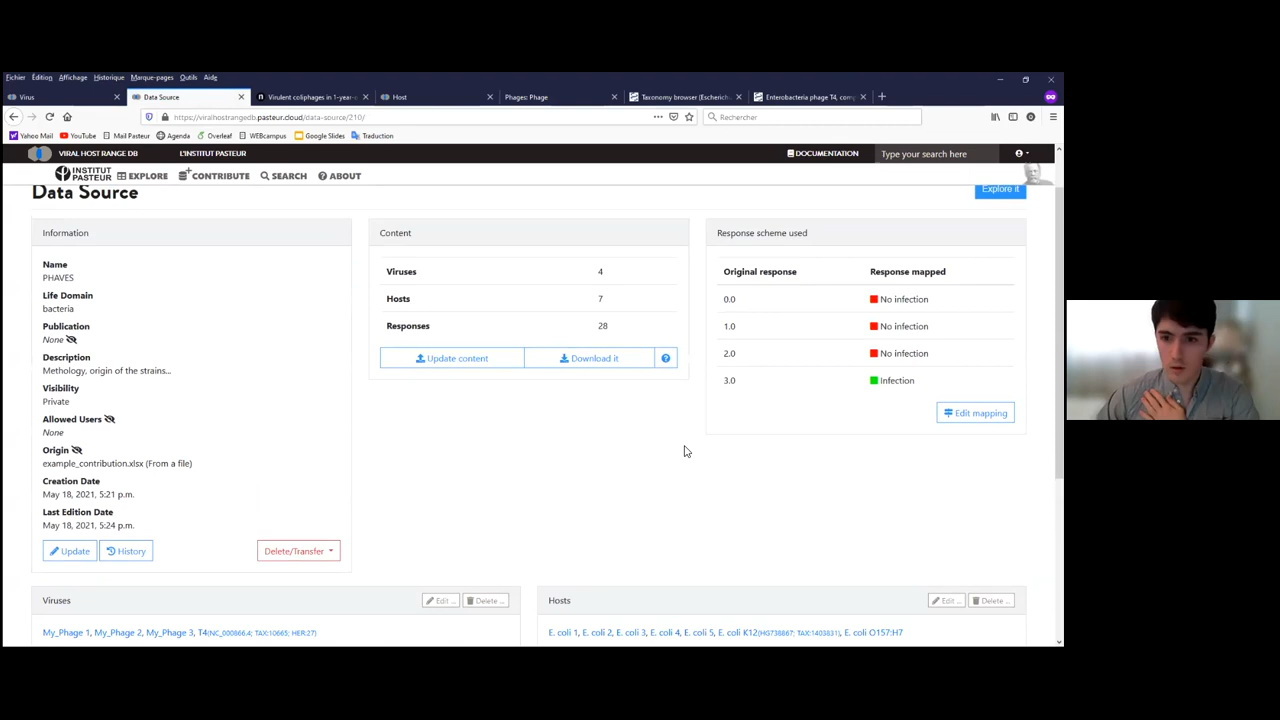 Fichier Édition Affichage Historique Marque-pages Outils Aide
Virus Data Source Virulent coliphages in 1-year- Host Phages: Phage Taxonomy browser (Escherich Enterobacteria phage T4, comp
https://viralhostrangedb.pasteur.cloud/data-source/210/ Rechercher
Yahoo Mail YouTube Mail Pasteur Agenda Overleaf WEBcampus Google Slides Traduction
VIRAL HOST RANGE DB L'INSTITUT PASTEUR DOCUMENTATION Type your search here
INSTITUT PASTEUR EXPLORE CONTRIBUTE SEARCH ABOUT
Data Source Explore it
Information Content Response scheme used
Name
PHAVES
Life Domain
bacteria
Publication
None
Description
Methology, origin of the strains...
Visibility
Private
Allowed Users
None
Origin
example_contribution.xlsx (From a file)
Creation Date
May 18, 2021, 5:21 p.m.
Last Edition Date
May 18, 2021, 5:24 p.m.
Update History Delete/Transfer
Viruses 4
Hosts 7
Responses 28
Update content Download it
Original response Response mapped
0.0 No infection
1.0 No infection
2.0 No infection
3.0 Infection
Edit mapping
Viruses Edit ... Delete ...
My_Phage 1, My_Phage 2, My_Phage 3, T4(NC_000866.4; TAX:10665; HER:27)
Hosts Edit ... Delete ...
E. coli 1, E. coli 2, E. coli 3, E. coli 4, E. coli 5, E. coli K12(HG738867; TAX:1403831), E. coli O157:H7